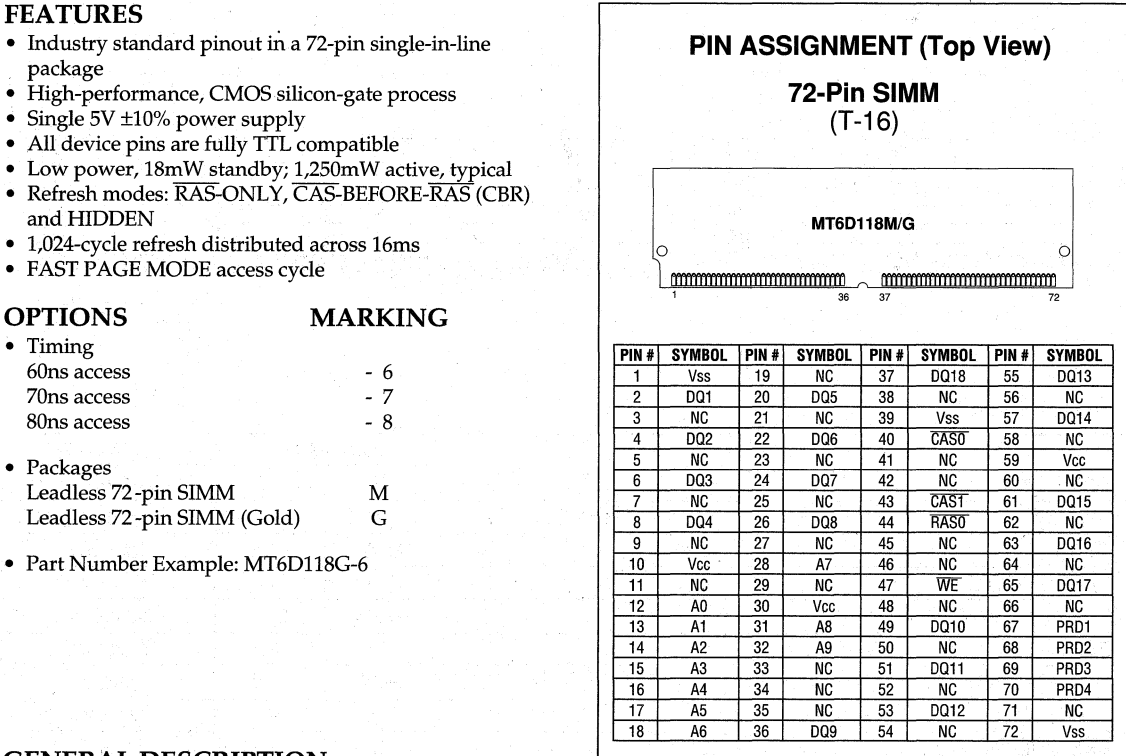 FEATURES
• Industry standard pinout in a 72-pin single-in-line
package
• High-performance, CMOS silicon-gate process
• Single 5V ±10% power supply
• All device pins are fully TTL compatible
• Low power, 18mW standby; 1,250mW active, typical
• Refresh modes: R̅A̅S̅-ONLY, C̅A̅S̅-BEFORE-R̅A̅S̅ (CBR)
and HIDDEN
• 1,024-cycle refresh distributed across 16ms
• FAST PAGE MODE access cycle
OPTIONS MARKING
• Timing
60ns access - 6
70ns access - 7
80ns access - 8
• Packages
Leadless 72-pin SIMM M
Leadless 72-pin SIMM (Gold) G
• Part Number Example: MT6D118G-6
GENERAL DESCRIPTION
PIN ASSIGNMENT (Top View)
72-Pin SIMM
(T-16)
MT6D118M/G
1 36 37 72
PIN # SYMBOL PIN # SYMBOL PIN # SYMBOL PIN # SYMBOL
1 Vss 19 NC 37 DQ18 55 DQ13
2 DQ1 20 DQ5 38 NC 56 NC
3 NC 21 NC 39 Vss 57 DQ14
4 DQ2 22 DQ6 40 C̅A̅S̅0̅ 58 NC
5 NC 23 NC 41 NC 59 Vcc
6 DQ3 24 DQ7 42 NC 60 NC
7 NC 25 NC 43 C̅A̅S̅1̅ 61 DQ15
8 DQ4 26 DQ8 44 R̅A̅S̅0̅ 62 NC
9 NC 27 NC 45 NC 63 DQ16
10 Vcc 28 A7 46 NC 64 NC
11 NC 29 NC 47 W̅E̅ 65 DQ17
12 A0 30 Vcc 48 NC 66 NC
13 A1 31 A8 49 DQ10 67 PRD1
14 A2 32 A9 50 NC 68 PRD2
15 A3 33 NC 51 DQ11 69 PRD3
16 A4 34 NC 52 NC 70 PRD4
17 A5 35 NC 53 DQ12 71 NC
18 A6 36 DQ9 54 NC 72 Vss